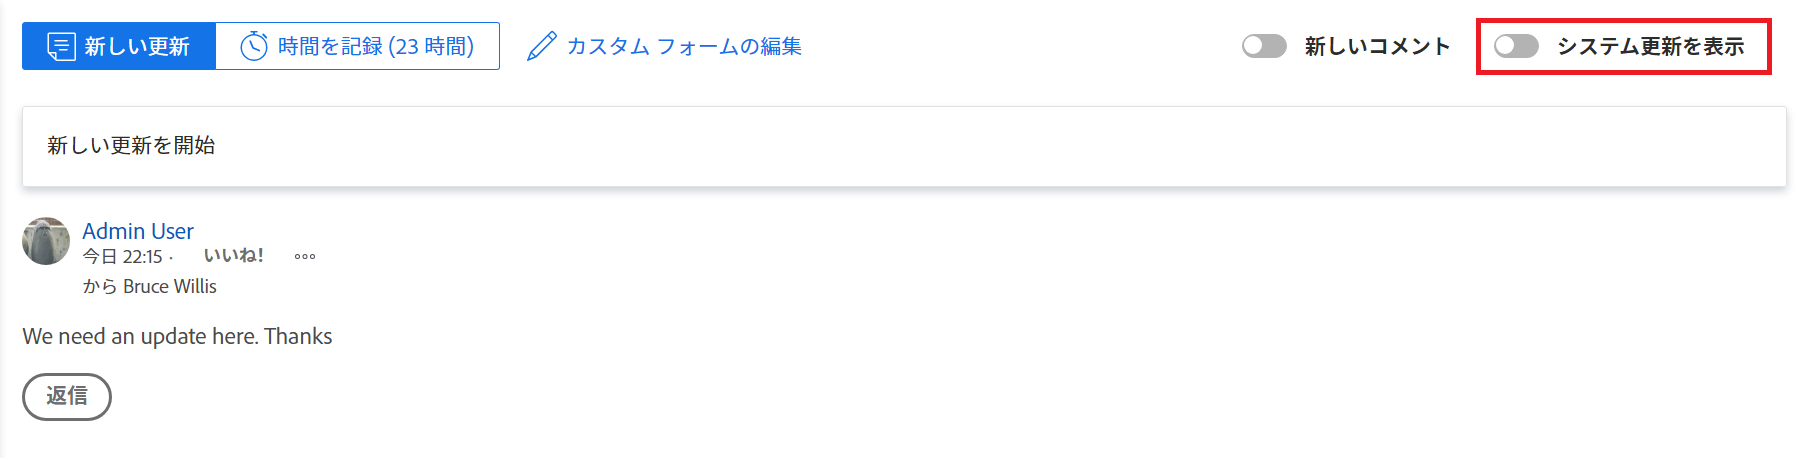 新しい更新 時間を記録 (23 時間) カスタム フォームの編集 新しいコメント システム更新を表示
新しい更新を開始
Admin User
今日 22:15 · いいね!
から Bruce Willis
We need an update here. Thanks
返信